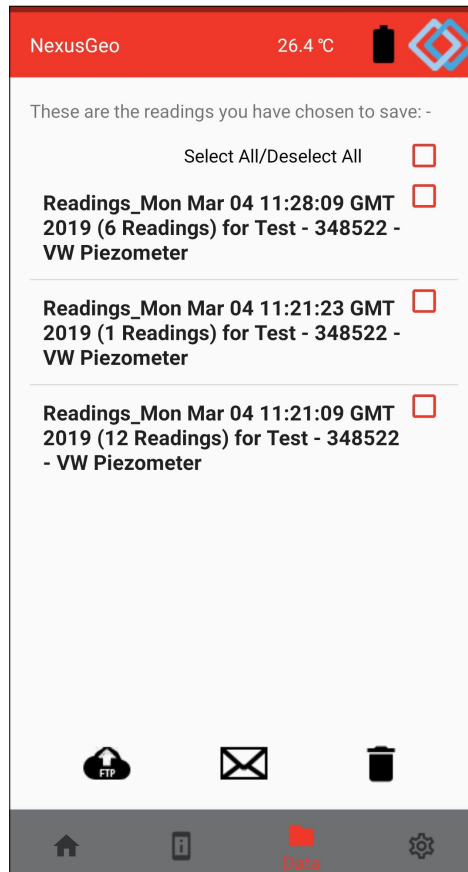 NexusGeo 26.4 °C
These are the readings you have chosen to save: -
Select All/Deselect All
Readings_Mon Mar 04 11:28:09 GMT
2019 (6 Readings) for Test - 348522 -
VW Piezometer
Readings_Mon Mar 04 11:21:23 GMT
2019 (1 Readings) for Test - 348522 -
VW Piezometer
Readings_Mon Mar 04 11:21:09 GMT
2019 (12 Readings) for Test - 348522
- VW Piezometer
FTP
Data